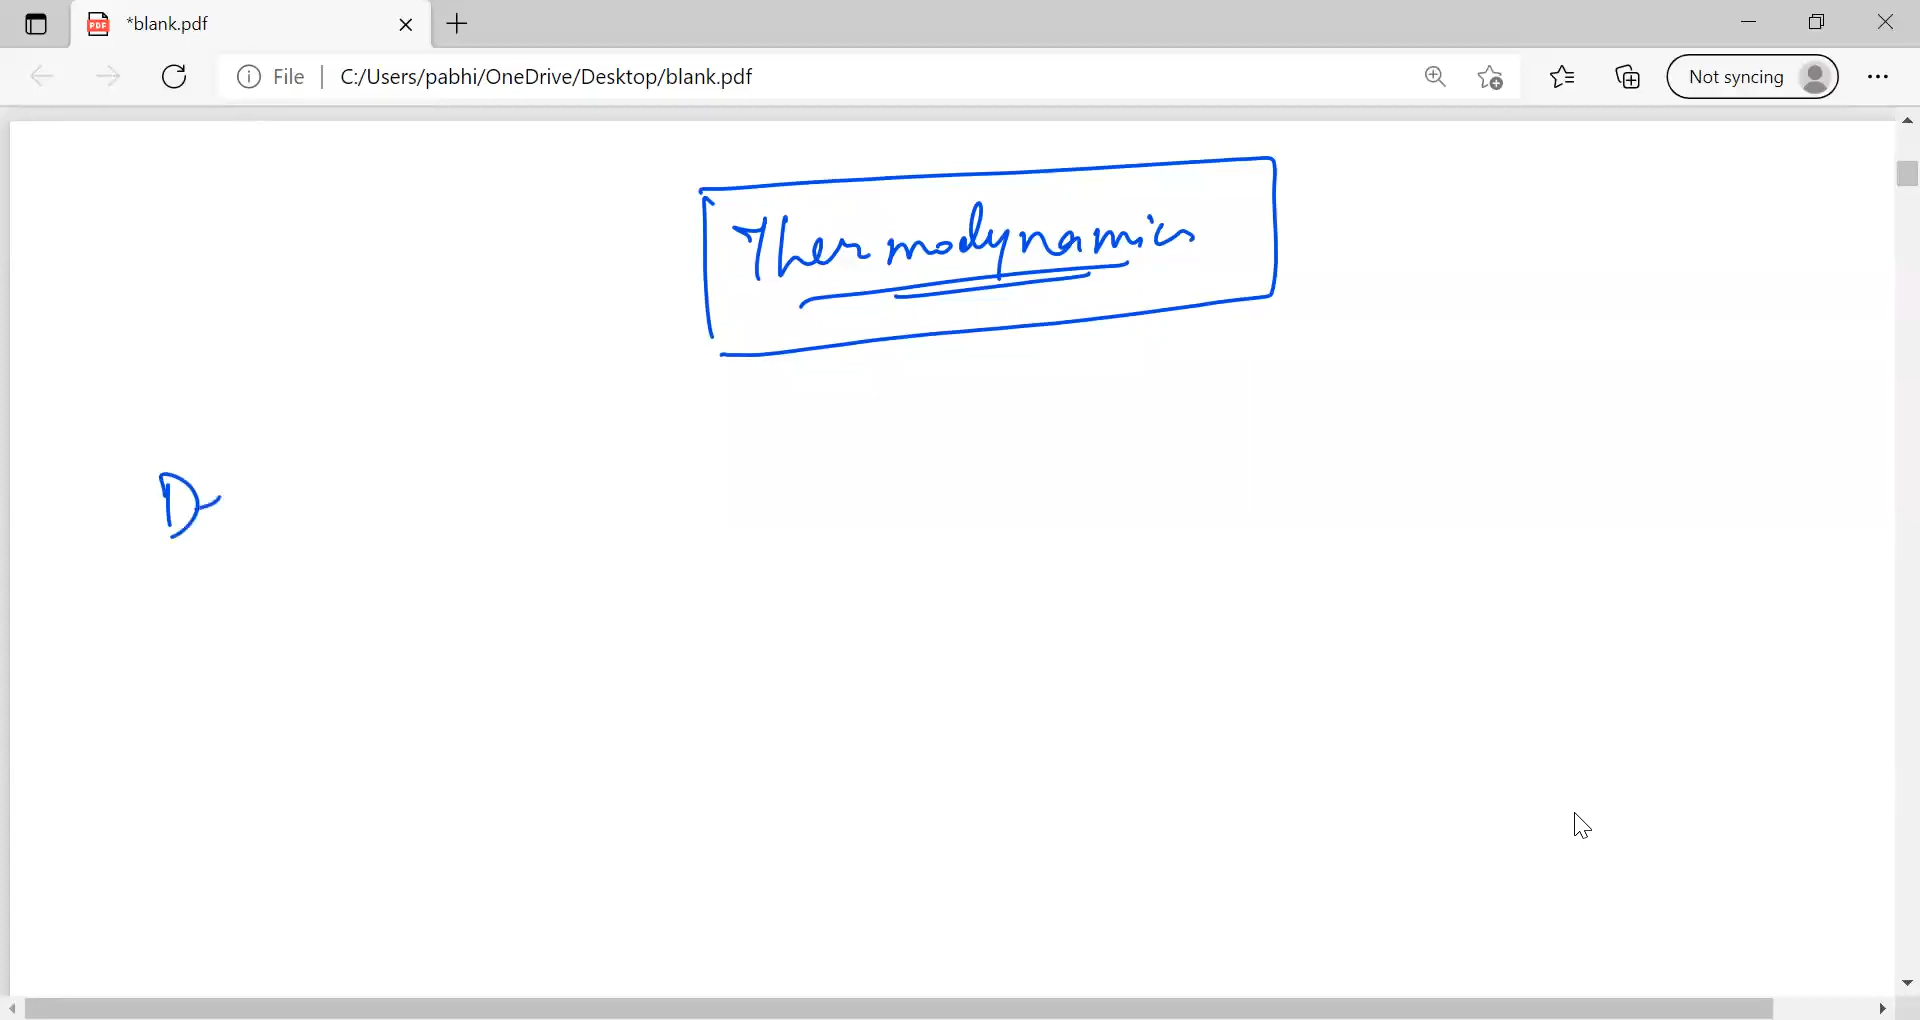 *blank.pdf
File | C:/Users/pabhi/OneDrive/Desktop/blank.pdf
Not syncing
Thermodynamics
D